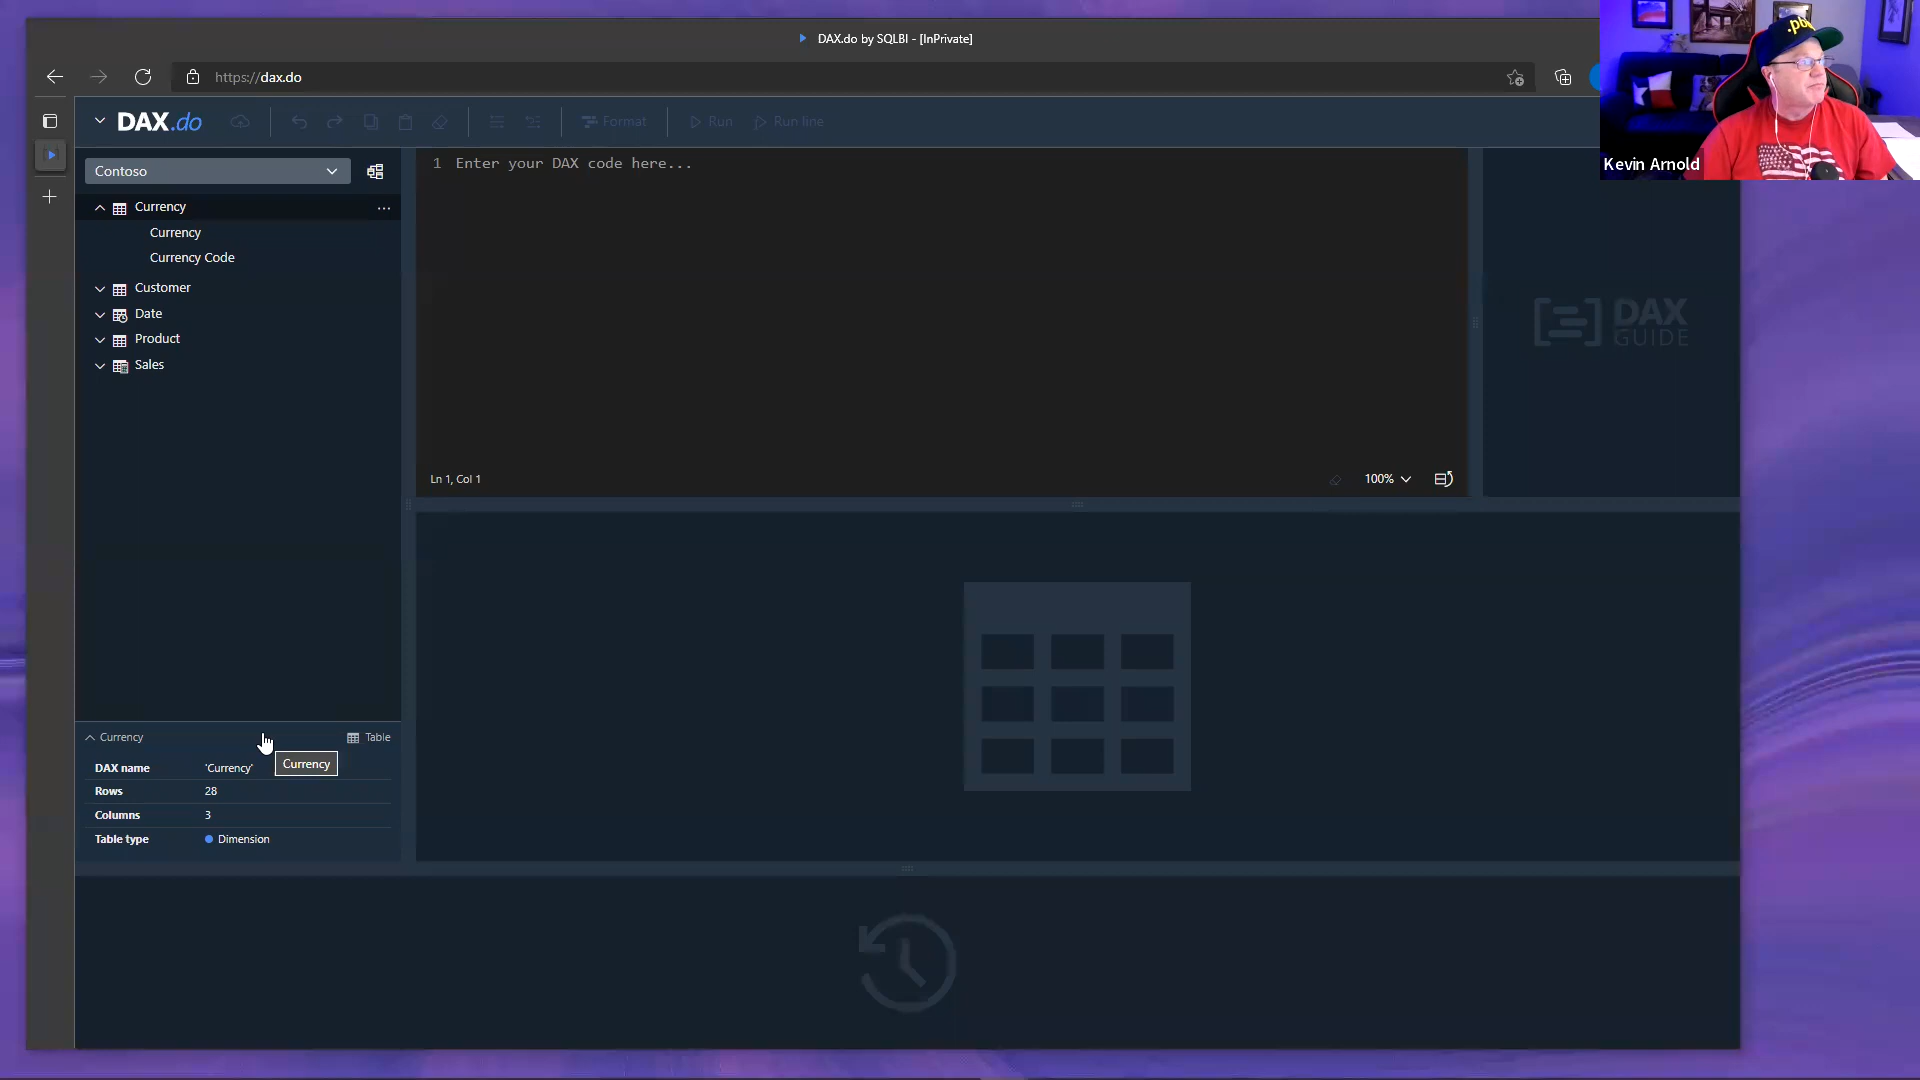 DAX.do by SQLBI - [InPrivate]
https://dax.do
DAX.do
Format
Run
Run line
Kevin Arnold
Contoso
1 Enter your DAX code here...
Currency
Currency
Currency Code
Customer
Date
Product
Sales
DAX
GUIDE
Ln 1, Col 1
100%
Currency
Table
DAX name 'Currency'
Currency
Rows 28
Columns 3
Table type Dimension